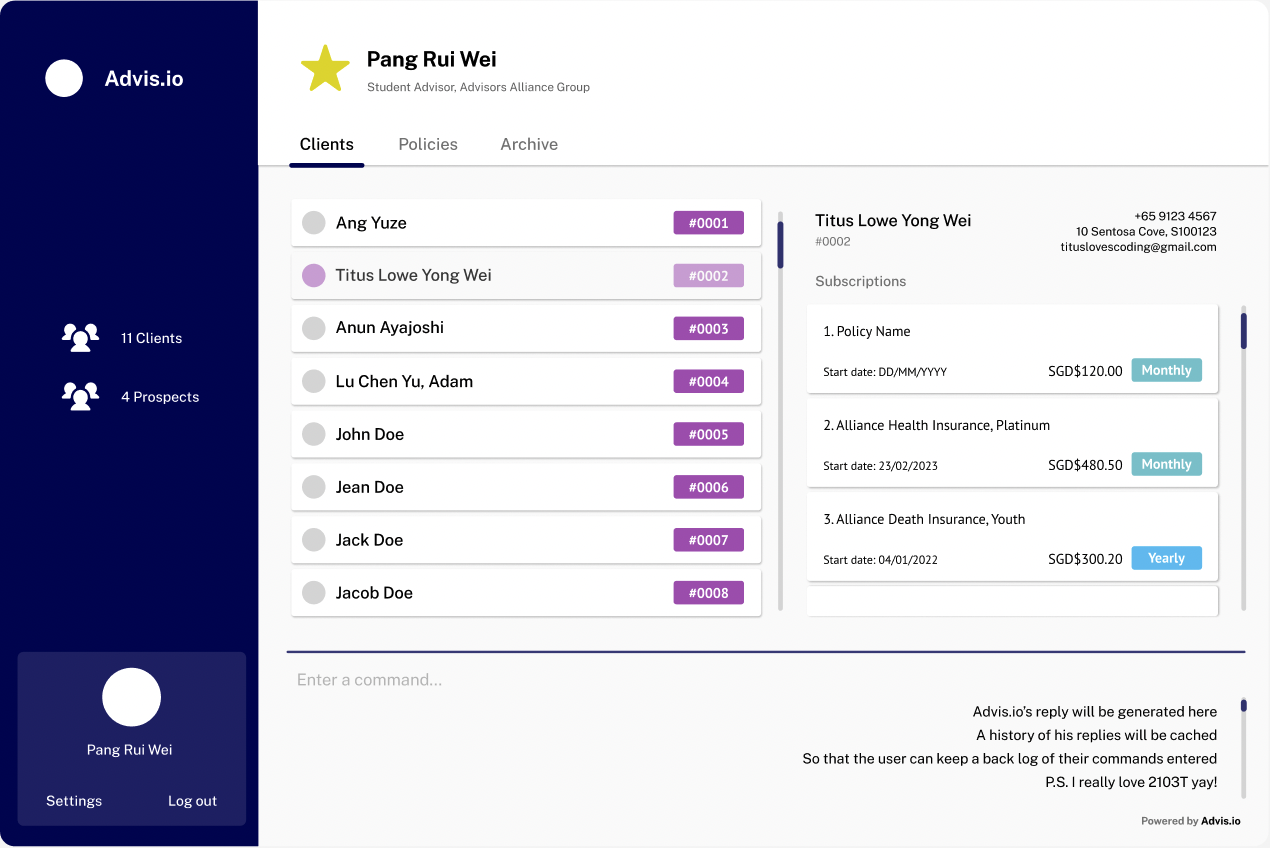 Advis.io
11 Clients
4 Prospects
Pang Rui Wei
Settings Log out
Pang Rui Wei
Student Advisor, Advisors Alliance Group
Clients Policies Archive
Ang Yuze #0001
Titus Lowe Yong Wei #0002
Anun Ayajoshi #0003
Lu Chen Yu, Adam #0004
John Doe #0005
Jean Doe #0006
Jack Doe #0007
Jacob Doe #0008
Titus Lowe Yong Wei
#0002
+65 9123 4567
10 Sentosa Cove, S100123
tituslovescoding@gmail.com
Subscriptions
1. Policy Name
Start date: DD/MM/YYYY SGD$120.00 Monthly
2. Alliance Health Insurance, Platinum
Start date: 23/02/2023 SGD$480.50 Monthly
3. Alliance Death Insurance, Youth
Start date: 04/01/2022 SGD$300.20 Yearly
Enter a command...
Advis.io’s reply will be generated here
A history of his replies will be cached
So that the user can keep a back log of their commands entered
P.S. I really love 2103T yay!
Powered by Advis.io